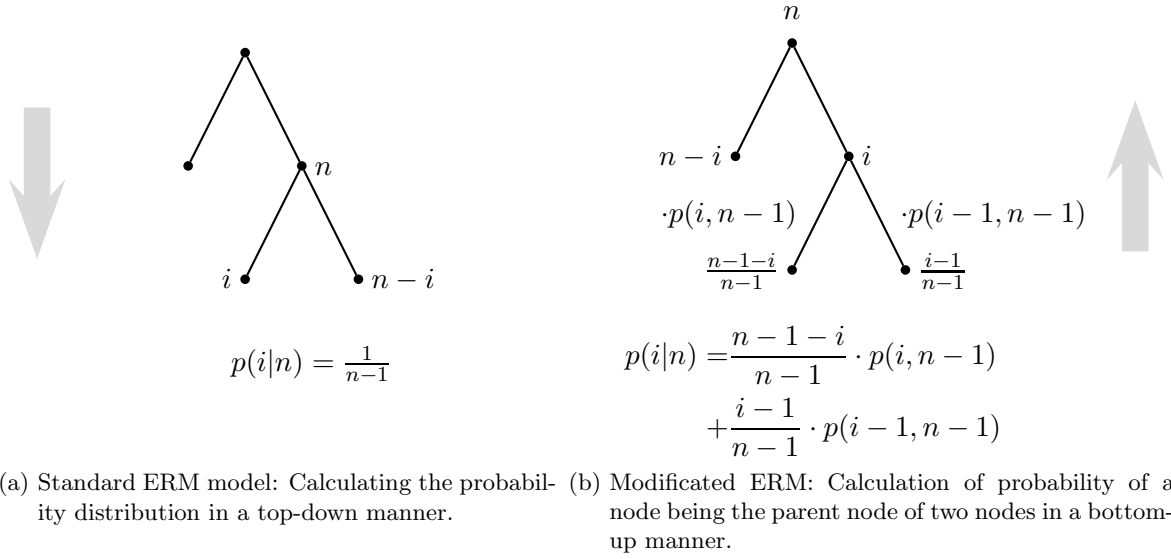 n
n
i
n − i
p(i|n) = 1/(n−1)
n − i
i
·p(i, n − 1)
·p(i − 1, n − 1)
(n−1−i)/(n−1)
(i−1)/(n−1)
p(i|n) = (n − 1 − i)/(n − 1) · p(i, n − 1)
+ (i − 1)/(n − 1) · p(i − 1, n − 1)
(a) Standard ERM model: Calculating the probabil-
ity distribution in a top-down manner.
(b) Modificated ERM: Calculation of probability of a
node being the parent node of two nodes in a bottom-
up manner.